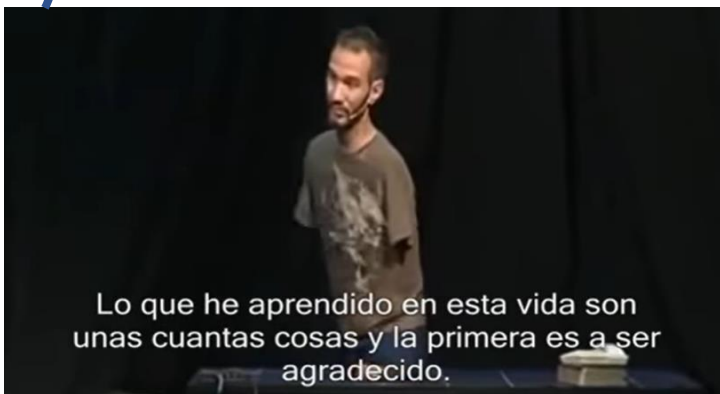 Lo que he aprendido en esta vida son
unas cuantas cosas y la primera es a ser
agradecido.